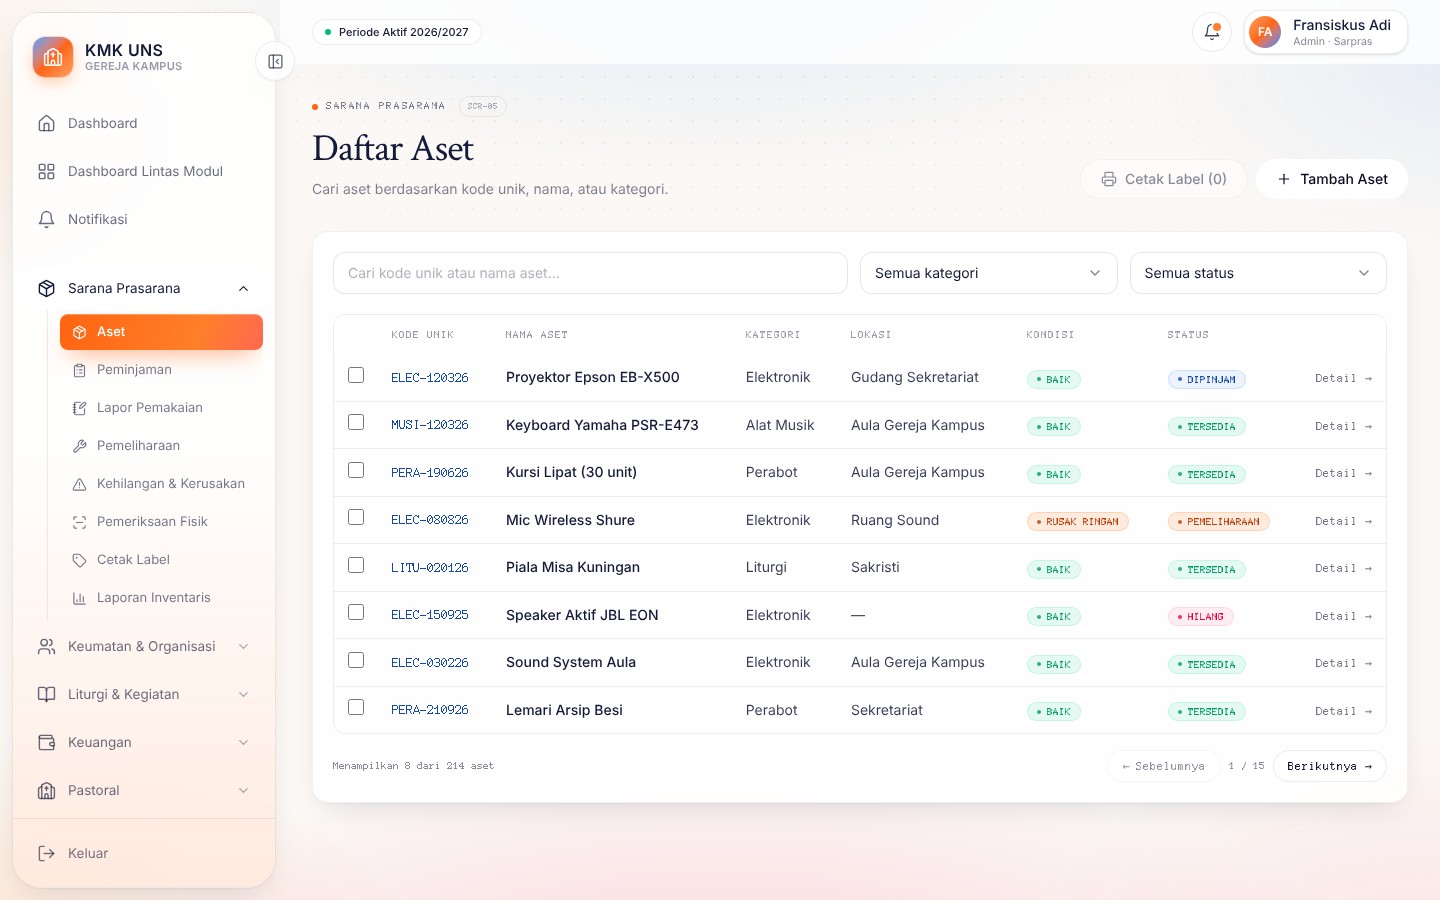 KMK UNS
GEREJA KAMPUS
Dashboard
Dashboard Lintas Modul
Notifikasi
Sarana Prasarana
Aset
Peminjaman
Lapor Pemakaian
Pemeliharaan
Kehilangan & Kerusakan
Pemeriksaan Fisik
Cetak Label
Laporan Inventaris
Keumatan & Organisasi
Liturgi & Kegiatan
Keuangan
Pastoral
Keluar
Periode Aktif 2026/2027
FA
Fransiskus Adi
Admin · Sarpras
SARANA PRASARANA SCR-05
Daftar Aset
Cari aset berdasarkan kode unik, nama, atau kategori.
Cetak Label (0)
Tambah Aset
Cari kode unik atau nama aset...
Semua kategori
Semua status
KODE UNIK NAMA ASET KATEGORI LOKASI KONDISI STATUS
ELEC-120326 Proyektor Epson EB-X500 Elektronik Gudang Sekretariat BAIK DIPINJAM Detail →
MUSI-120326 Keyboard Yamaha PSR-E473 Alat Musik Aula Gereja Kampus BAIK TERSEDIA Detail →
PERA-190626 Kursi Lipat (30 unit) Perabot Aula Gereja Kampus BAIK TERSEDIA Detail →
ELEC-080826 Mic Wireless Shure Elektronik Ruang Sound RUSAK RINGAN PEMELIHARAAN Detail →
LITU-020126 Piala Misa Kuningan Liturgi Sakristi BAIK TERSEDIA Detail →
ELEC-150925 Speaker Aktif JBL EON Elektronik — BAIK HILANG Detail →
ELEC-030226 Sound System Aula Elektronik Aula Gereja Kampus BAIK TERSEDIA Detail →
PERA-210926 Lemari Arsip Besi Perabot Sekretariat BAIK TERSEDIA Detail →
Menampilkan 8 dari 214 aset
← Sebelumnya 1 / 15 Berikutnya →